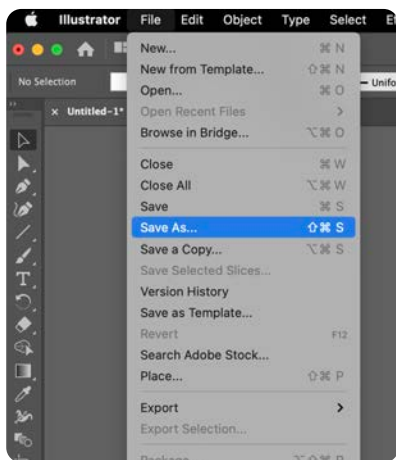 Illustrator File Edit Object Type Select
No Selection
Unifo
× Untitled-1*
New... ⌘ N
New from Template... ⇧⌘ N
Open... ⌘ O
Open Recent Files >
Browse in Bridge... ⌥⌘ O
Close ⌘ W
Close All ⌥⌘ W
Save ⌘ S
Save As... ⇧⌘ S
Save a Copy... ⌥⌘ S
Save Selected Slices...
Version History
Save as Template...
Revert F12
Search Adobe Stock...
Place... ⇧⌘ P
Export >
Export Selection...